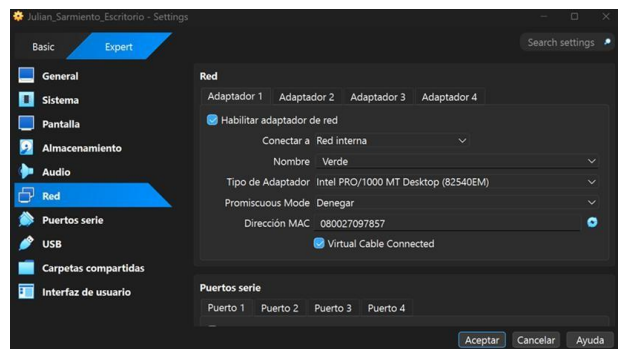 Julian_Sarmiento_Escritorio - Settings
Basic Expert Search settings
General
Sistema
Pantalla
Almacenamiento
Audio
Red
Puertos serie
USB
Carpetas compartidas
Interfaz de usuario
Red
Adaptador 1 Adaptador 2 Adaptador 3 Adaptador 4
Habilitar adaptador de red
Conectar a Red interna
Nombre Verde
Tipo de Adaptador Intel PRO/1000 MT Desktop (82540EM)
Promiscuous Mode Denegar
Dirección MAC 080027097857
Virtual Cable Connected
Puertos serie
Puerto 1 Puerto 2 Puerto 3 Puerto 4
Aceptar Cancelar Ayuda